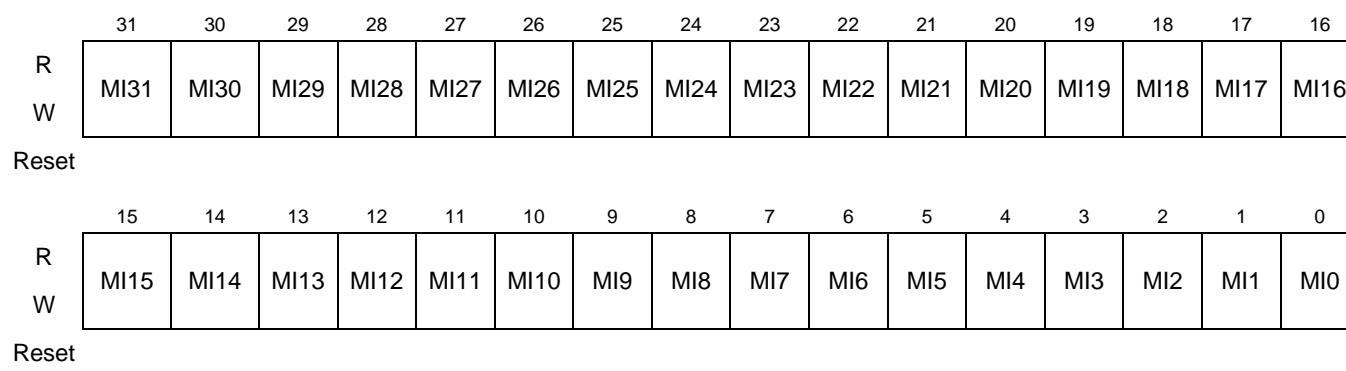 31 30 29 28 27 26 25 24 23 22 21 20 19 18 17 16
R
MI31 MI30 MI29 MI28 MI27 MI26 MI25 MI24 MI23 MI22 MI21 MI20 MI19 MI18 MI17 MI16
W
Reset
15 14 13 12 11 10 9 8 7 6 5 4 3 2 1 0
R
MI15 MI14 MI13 MI12 MI11 MI10 MI9 MI8 MI7 MI6 MI5 MI4 MI3 MI2 MI1 MI0
W
Reset